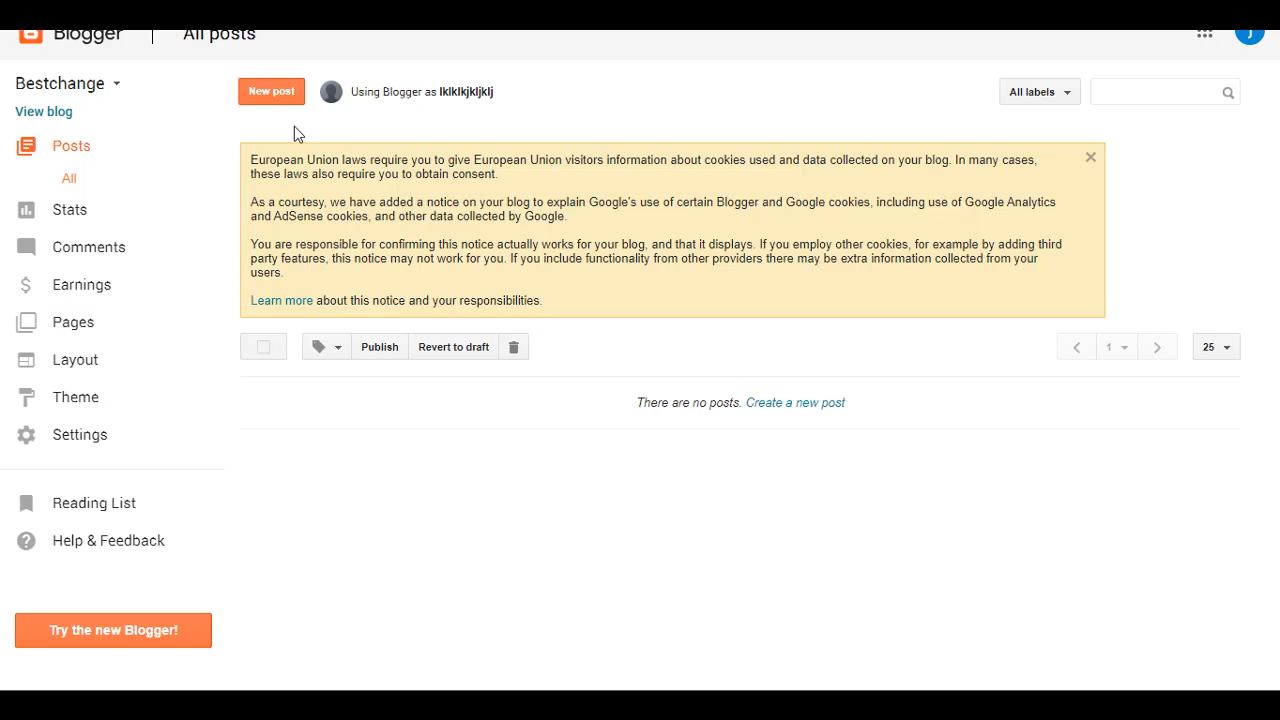 Blogger All posts
Bestchange
View blog
Posts
All
Stats
Comments
Earnings
Pages
Layout
Theme
Settings
Reading List
Help & Feedback
Try the new Blogger!
New post Using Blogger as lklklkjkljklj All labels
European Union laws require you to give European Union visitors information about cookies used and data collected on your blog. In many cases,
these laws also require you to obtain consent.
As a courtesy, we have added a notice on your blog to explain Google's use of certain Blogger and Google cookies, including use of Google Analytics
and AdSense cookies, and other data collected by Google.
You are responsible for confirming this notice actually works for your blog, and that it displays. If you employ other cookies, for example by adding third
party features, this notice may not work for you. If you include functionality from other providers there may be extra information collected from your
users.
Learn more about this notice and your responsibilities.
Publish Revert to draft 1 25
There are no posts. Create a new post